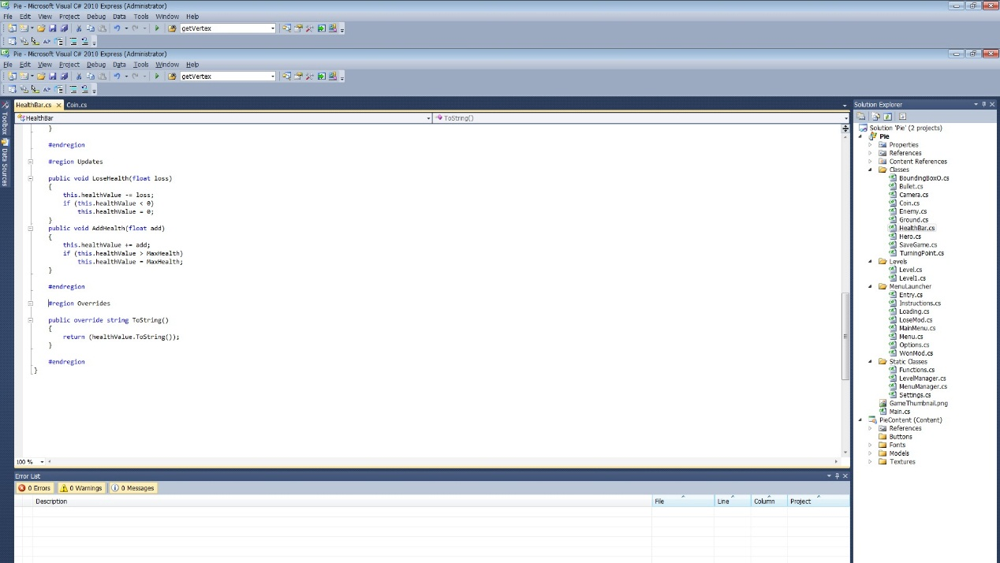 Pie - Microsoft Visual C# 2010 Express (Administrator)
File Edit View Project Debug Data Tools Window Help
getVertex
Pie - Microsoft Visual C# 2010 Express (Administrator)
File Edit View Project Debug Data Tools Window Help
getVertex
HealthBar.cs Coin.cs
HealthBar ToString()
Toolbox
Data Sources
}
#endregion
#region Updates
public void LoseHealth(float loss)
{
this.healthValue -= loss;
if (this.healthValue < 0)
this.healthValue = 0;
}
public void AddHealth(float add)
{
this.healthValue += add;
if (this.healthValue > MaxHealth)
this.healthValue = MaxHealth;
}
#endregion
#region Overrides
public override string ToString()
{
return (healthValue.ToString());
}
#endregion
}
100 %
Error List
0 Errors 0 Warnings 0 Messages
Description File Line Column Project
Solution Explorer
Solution 'Pie' (2 projects)
Pie
Properties
References
Content References
Classes
BoundingBoxO.cs
Bullet.cs
Camera.cs
Coin.cs
Enemy.cs
Ground.cs
HealthBar.cs
Hero.cs
SaveGame.cs
TurningPoint.cs
Levels
Level.cs
Level1.cs
MenuLauncher
Entry.cs
Instructions.cs
Loading.cs
LoseMod.cs
MainMenu.cs
Menu.cs
Options.cs
WonMod.cs
Static Classes
Functions.cs
LevelManager.cs
MenuManager.cs
Settings.cs
GameThumbnail.png
Main.cs
PieContent (Content)
References
Buttons
Fonts
Models
Textures